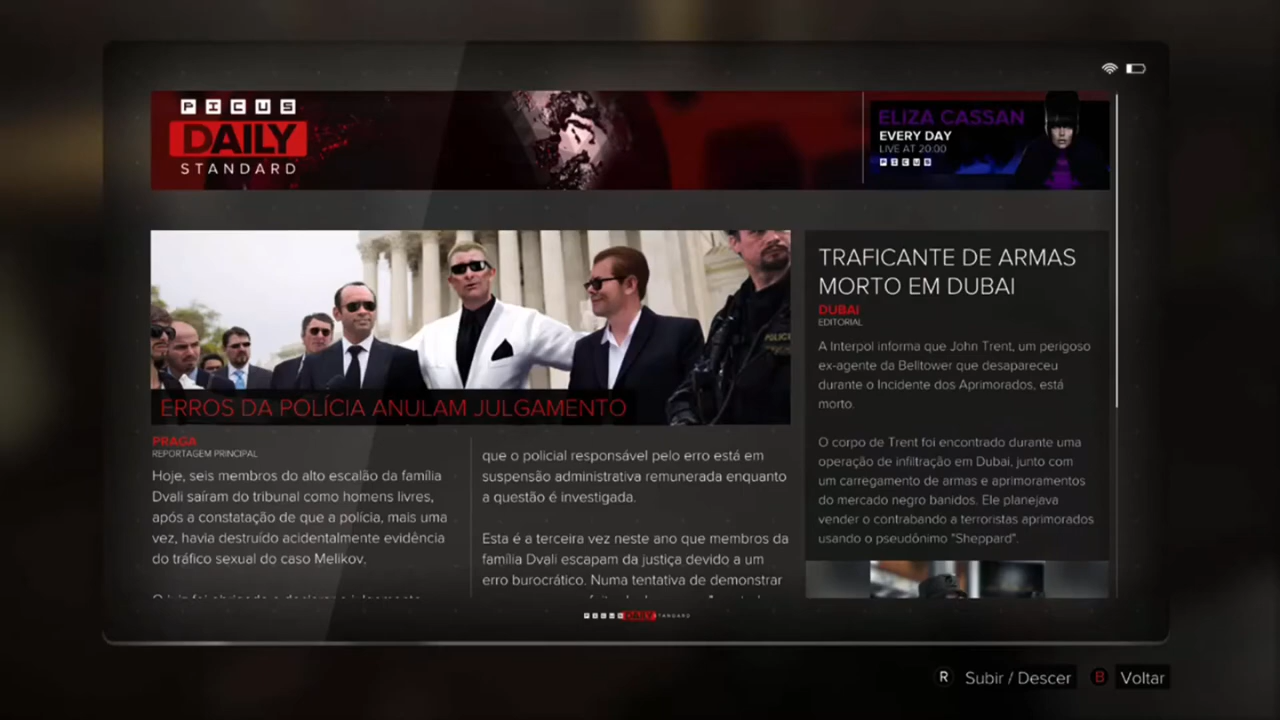 PICUS
DAILY
STANDARD
ELIZA CASSAN
EVERY DAY
LIVE AT 20:00
PICUS
POLICE
ERROS DA POLÍCIA ANULAM JULGAMENTO
PRAGA
REPORTAGEM PRINCIPAL
Hoje, seis membros do alto escalão da família
Dvali saíram do tribunal como homens livres,
após a constatação de que a polícia, mais uma
vez, havia destruído acidentalmente evidência
do tráfico sexual do caso Melikov.
que o policial responsável pelo erro está em
suspensão administrativa remunerada enquanto
a questão é investigada.
Esta é a terceira vez neste ano que membros da
família Dvali escapam da justiça devido a um
erro burocrático. Numa tentativa de demonstrar
TRAFICANTE DE ARMAS
MORTO EM DUBAI
DUBAI
EDITORIAL
A Interpol informa que John Trent, um perigoso
ex-agente da Belltower que desapareceu
durante o Incidente dos Aprimorados, está
morto.
O corpo de Trent foi encontrado durante uma
operação de infiltração em Dubai, junto com
um carregamento de armas e aprimoramentos
do mercado negro banidos. Ele planejava
vender o contrabando a terroristas aprimorados
usando o pseudônimo "Sheppard".
PICUS DAILY STANDARD
R Subir / Descer B Voltar